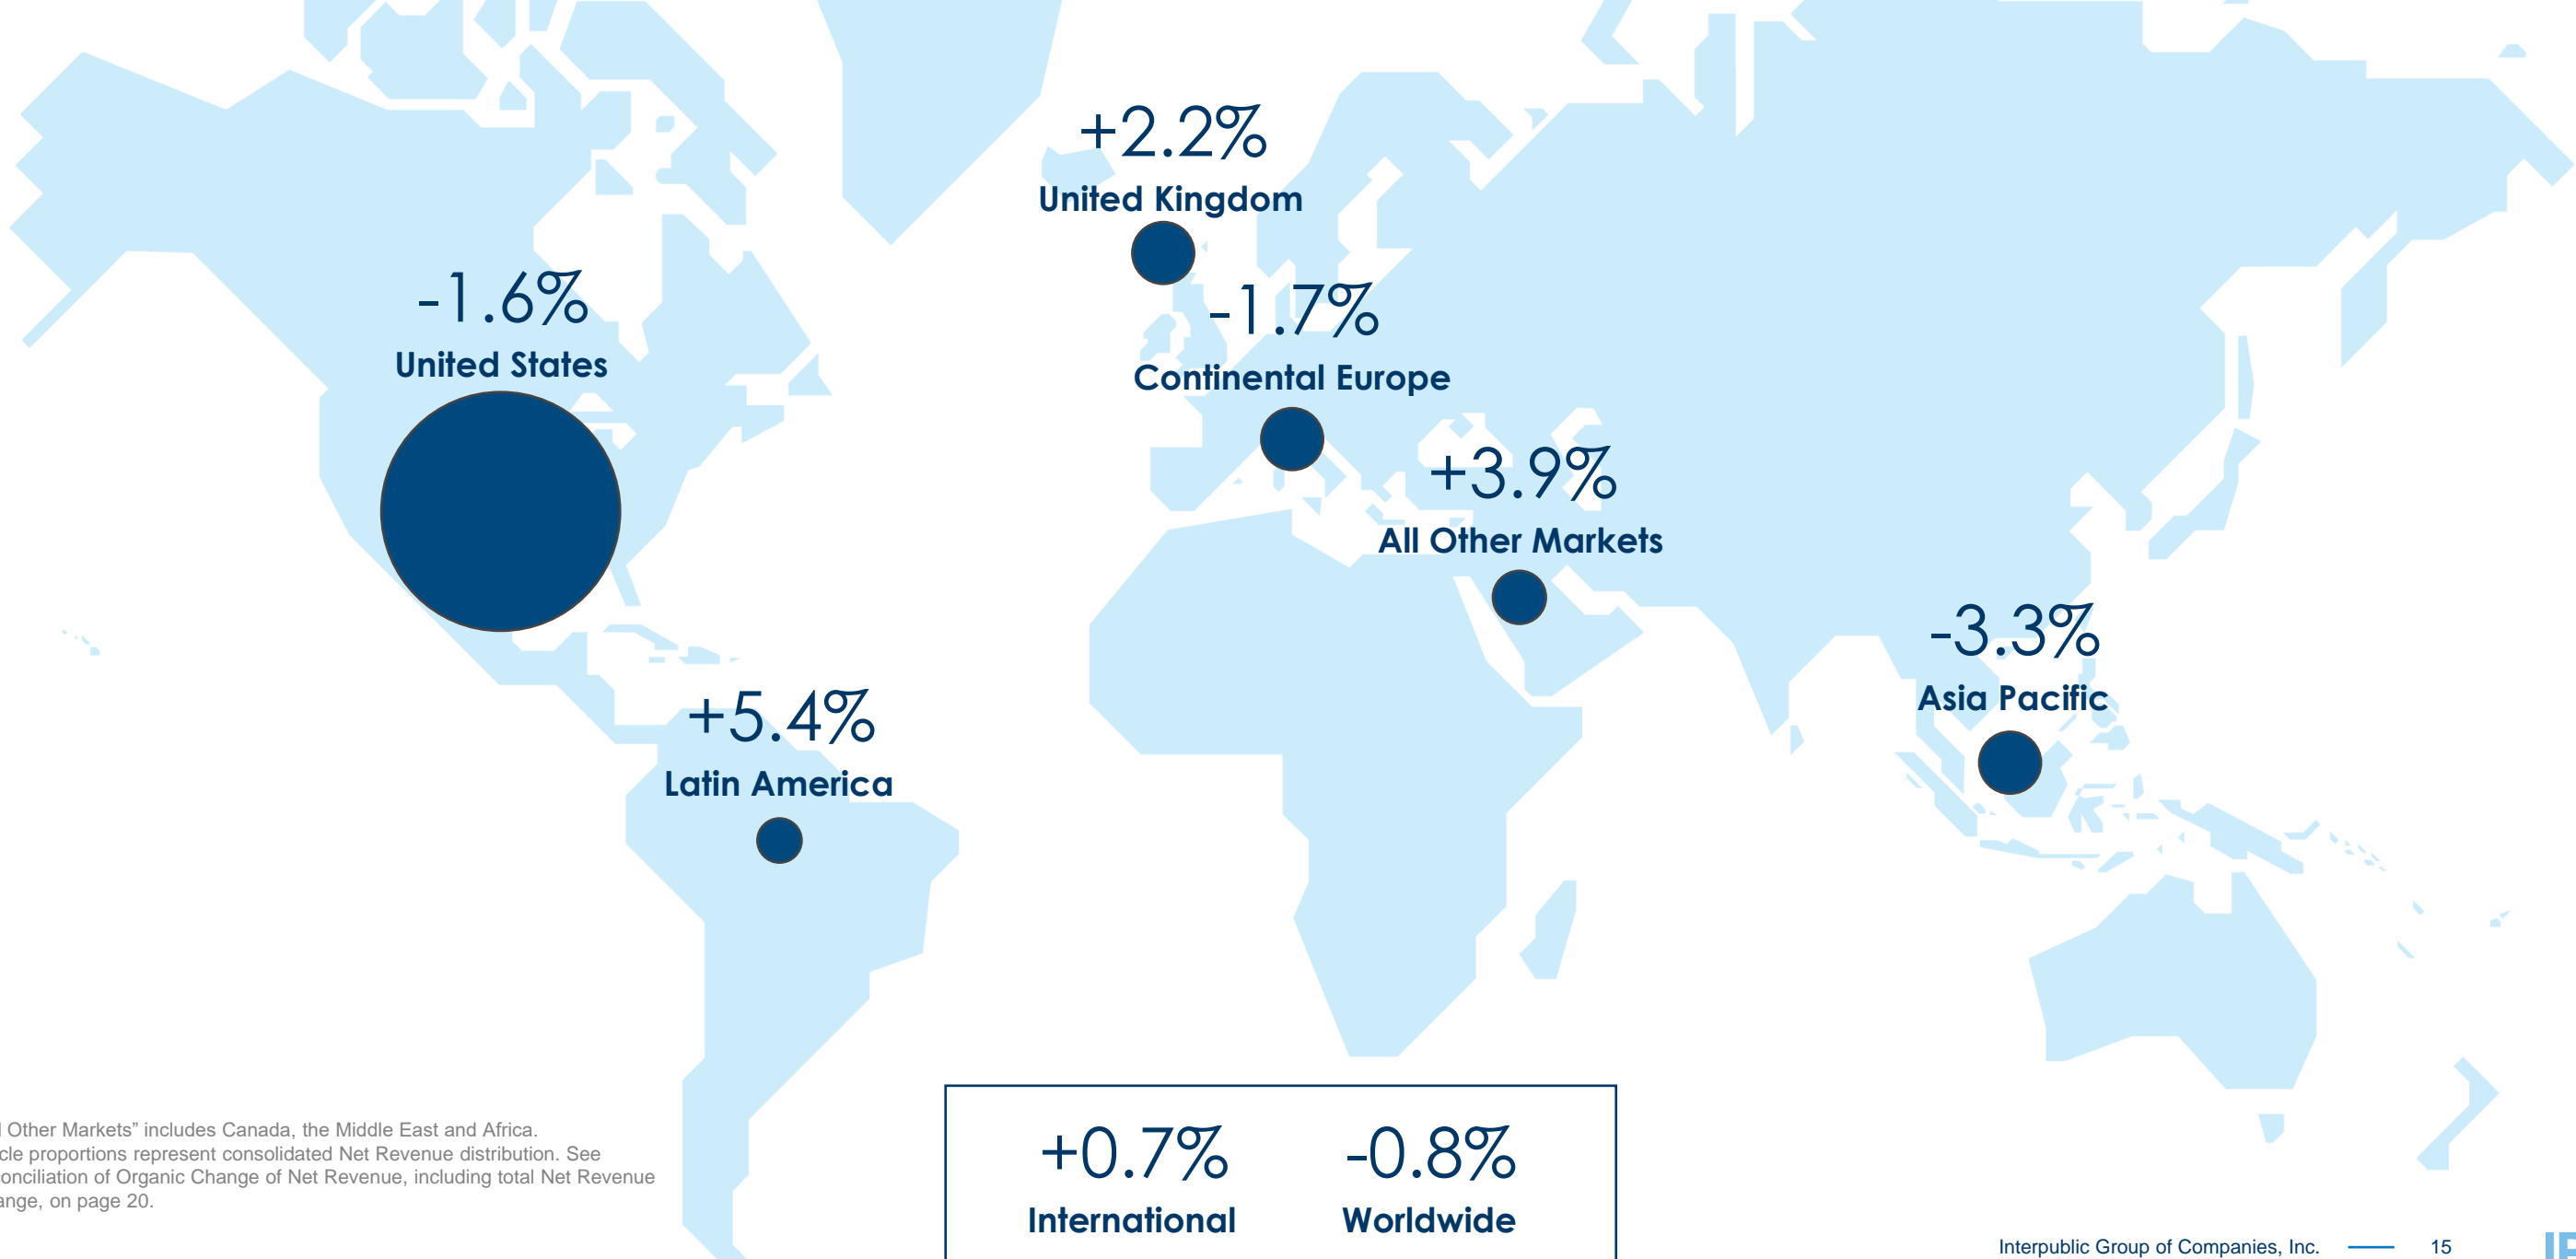 +2.2%
United Kingdom
-1.6%
United States
-1.7%
Continental Europe
+3.9%
All Other Markets
-3.3%
Asia Pacific
+5.4%
Latin America
Other Markets” includes Canada, the Middle East and Africa.
proportions represent consolidated Net Revenue distribution. See
of Organic Change of Net Revenue, including total Net Revenue
on page 20.
+0.7%
-0.8%
International
Worldwide
Interpublic Group of Companies, Inc.
15